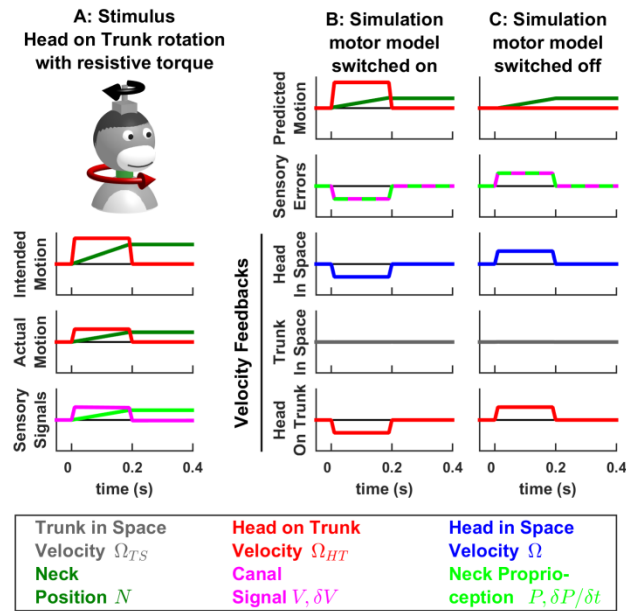 A: Stimulus
Head on Trunk rotation
with resistive torque
B: Simulation
motor model
switched on
C: Simulation
motor model
switched off
Predicted
Motion
Sensory
Errors
Intended
Motion
Actual
Motion
Sensory
Signals
0 0.2 0.4
time (s)
Velocity Feedbacks
Head
In Space
Trunk
In Space
Head
On Trunk
0 0.2 0.4
time (s)
0 0.2 0.4
time (s)
Trunk in Space
Velocity Ω_TS
Neck
Position N
Head on Trunk
Velocity Ω_HT
Canal
Signal V, δV
Head in Space
Velocity Ω
Neck Proprio-
ception P, δP/δt